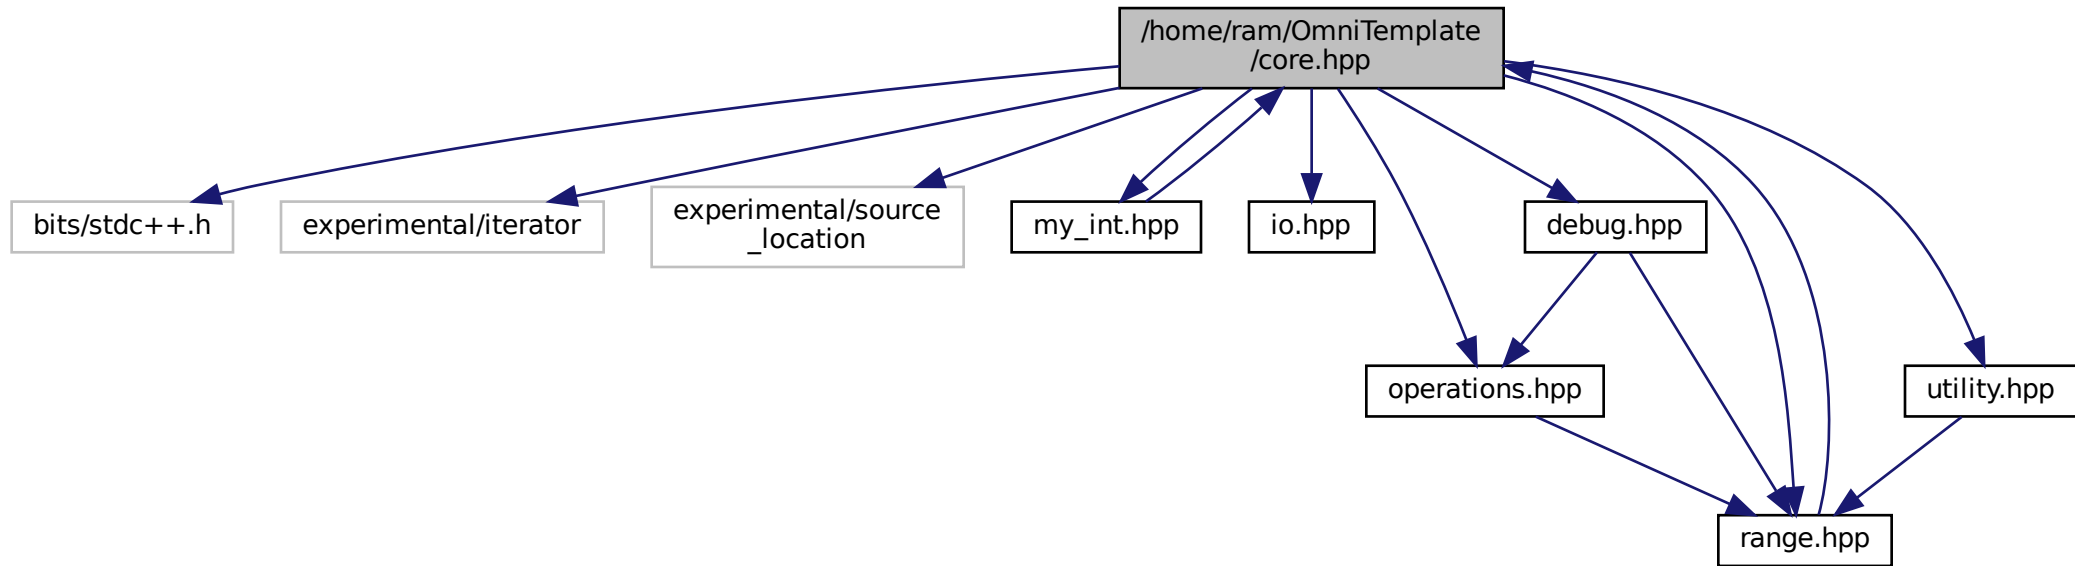 /home/ram/OmniTemplate
/core.hpp
bits/stdc++.h
experimental/iterator
experimental/source
_location
my_int.hpp
io.hpp
debug.hpp
operations.hpp
utility.hpp
range.hpp